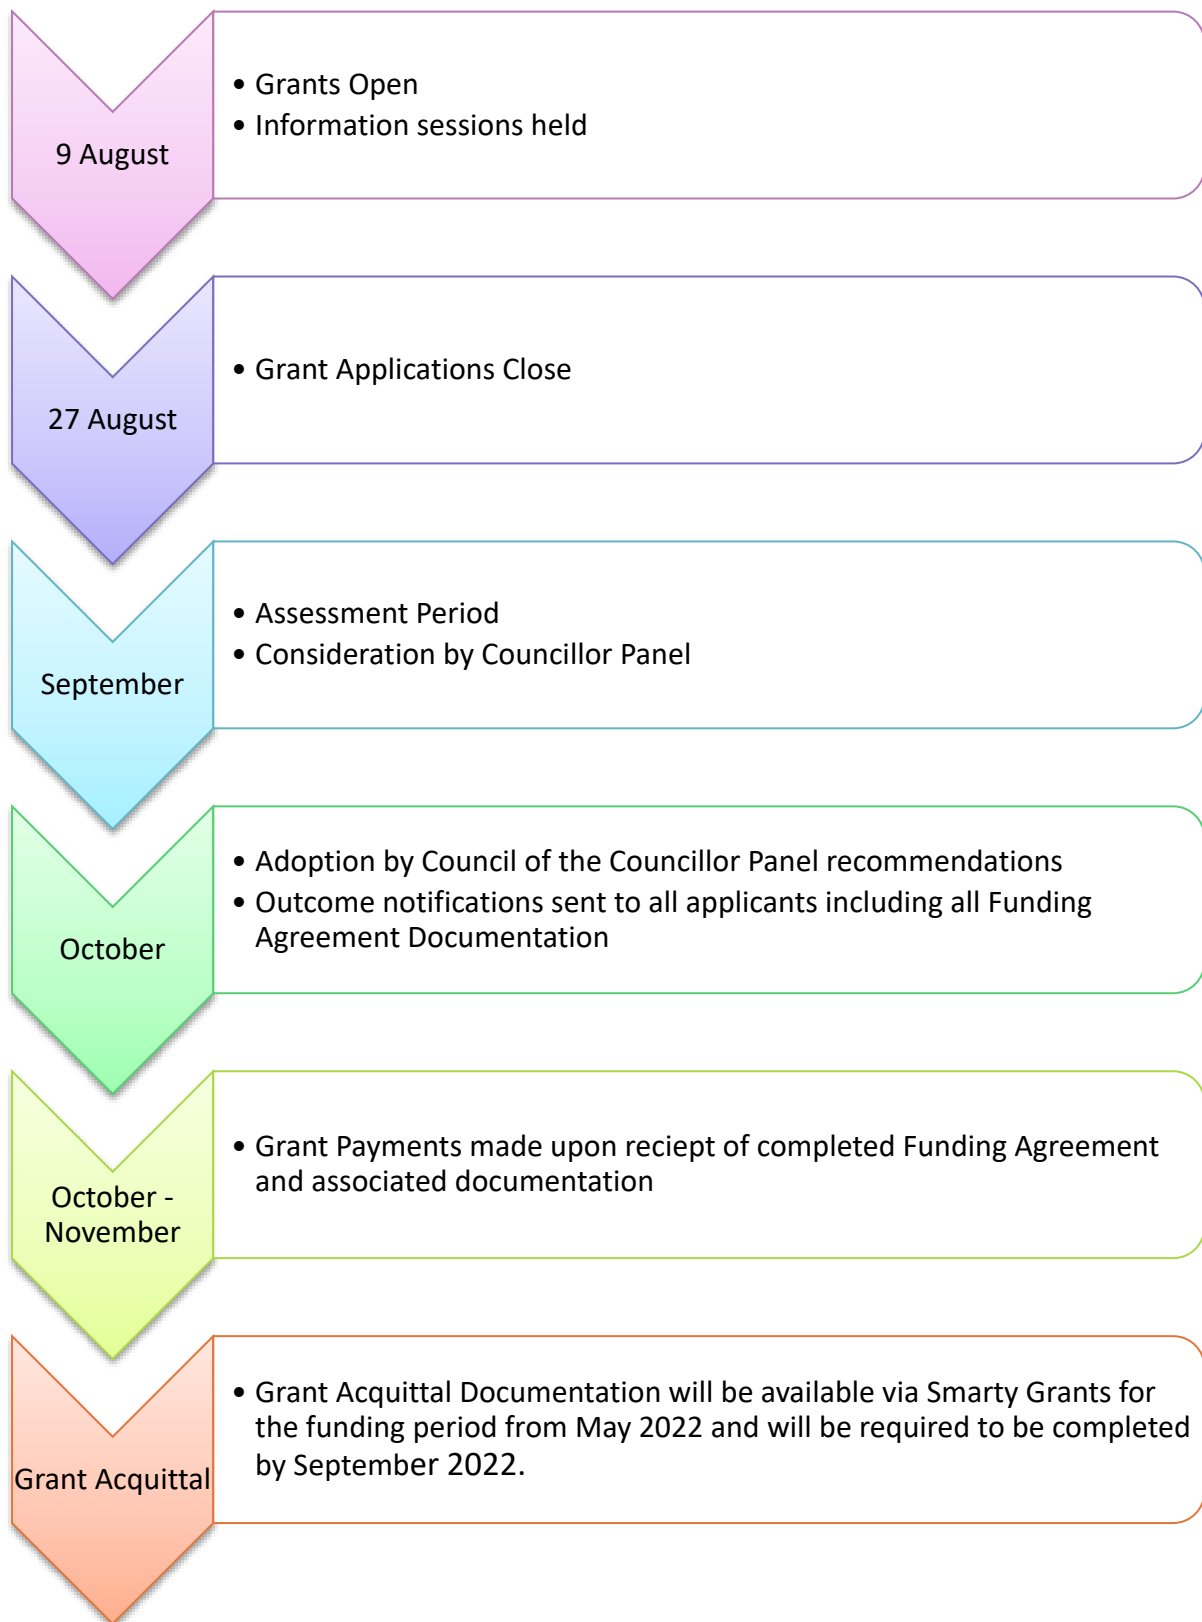 9 August
• Grants Open
• Information sessions held
27 August
• Grant Applications Close
September
• Assessment Period
• Consideration by Councillor Panel
October
• Adoption by Council of the Councillor Panel recommendations
• Outcome notifications sent to all applicants including all Funding
Agreement Documentation
October -
November
• Grant Payments made upon reciept of completed Funding Agreement
and associated documentation
Grant Acquittal
• Grant Acquittal Documentation will be available via Smarty Grants for
the funding period from May 2022 and will be required to be completed
by September 2022.